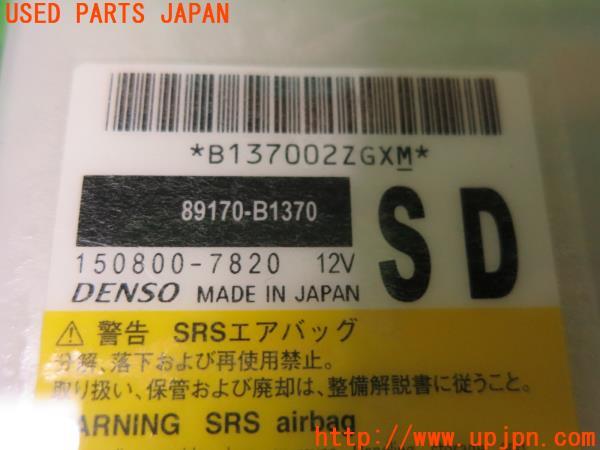 USED PARTS JAPAN
*B137002ZGXM*
89170-B1370
150800-7820 12V
SD
DENSO MADE IN JAPAN
警告 SRSエアバッグ
分解、落下および再使用禁止。
取り扱い、保管および廃却は、整備解説書に従うこと。
ARNING SRS airbag
www.upjpn.com